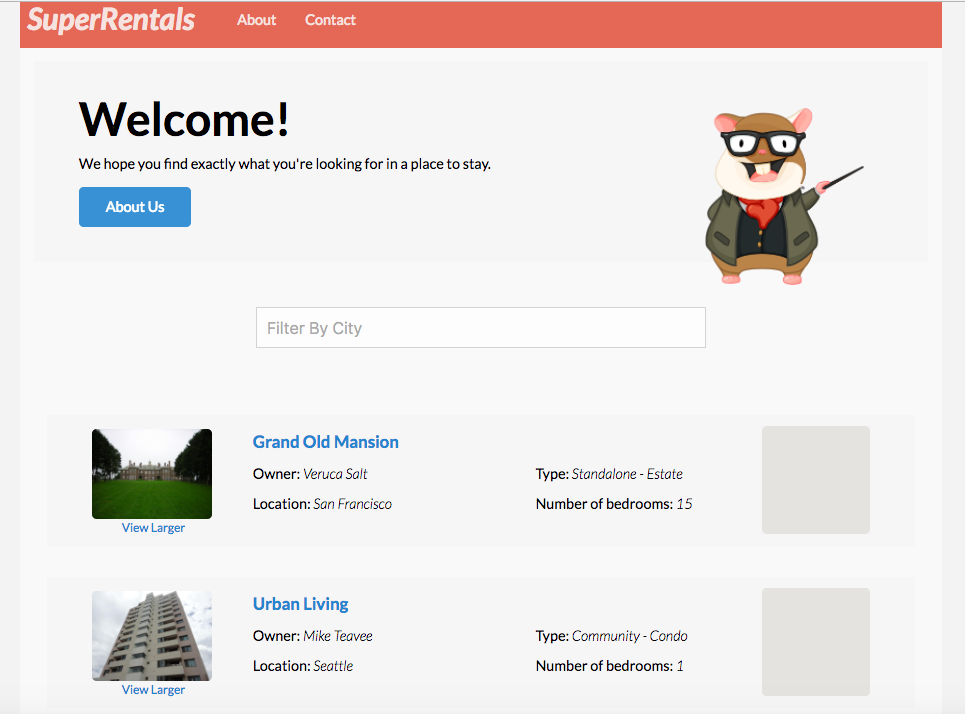 SuperRentals About Contact
Welcome!
We hope you find exactly what you're looking for in a place to stay.
About Us
Filter By City
Grand Old Mansion
Owner: Veruca Salt Type: Standalone - Estate
Location: San Francisco Number of bedrooms: 15
View Larger
Urban Living
Owner: Mike Teavee Type: Community - Condo
Location: Seattle Number of bedrooms: 1
View Larger